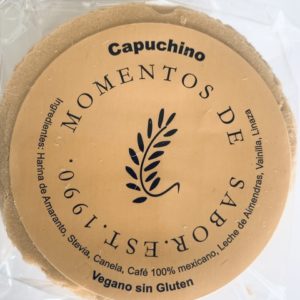 Capuchino
MOMENTOS DE SABOR.EST.1990 ·
Ingredientes: Harina de Amaranto, Stevia, Canela, Café 100% mexicano, Leche de Almendras, Vainilla, Linaza
Vegano sin Gluten